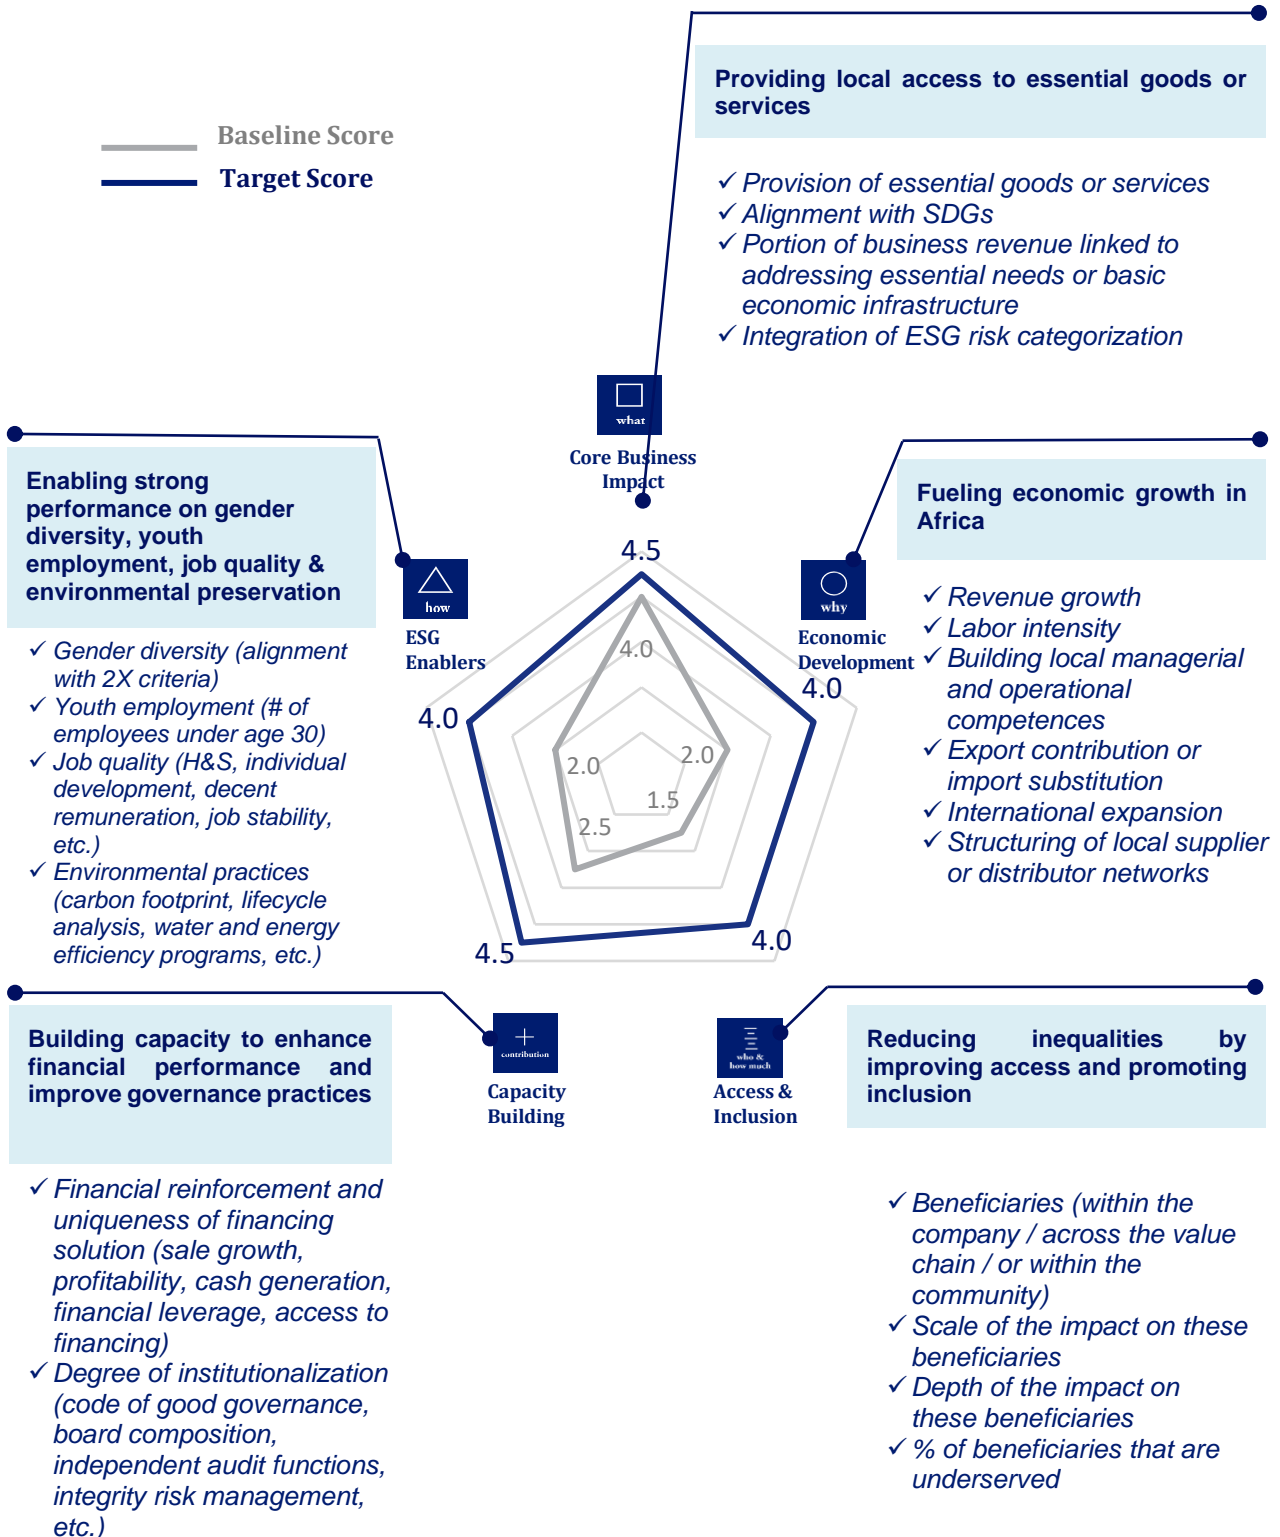 Providing local access to essential goods or
services
Baseline Score
Target Score
✓ Provision of essential goods or services
✓ Alignment with SDGs
✓ Portion of business revenue linked to
addressing essential needs or basic
economic infrastructure
✓ Integration of ESG risk categorization
what
Core Business
Impact
Enabling strong
performance on gender
diversity, youth
employment, job quality &
environmental preservation
✓ Gender diversity (alignment
with 2X criteria)
✓ Youth employment (# of
employees under age 30)
✓ Job quality (H&S, individual
development, decent
remuneration, job stability,
etc.)
✓ Environmental practices
(carbon footprint, lifecycle
analysis, water and energy
efficiency programs, etc.)
how
ESG
Enablers
why
Economic
Development
Fueling economic growth in
Africa
✓ Revenue growth
✓ Labor intensity
✓ Building local managerial
and operational
competences
✓ Export contribution or
import substitution
✓ International expansion
✓ Structuring of local supplier
or distributor networks
4.5
4.0
4.0
4.0
2.0
2.0
1.5
2.5
4.5
4.0
Building capacity to enhance
financial performance and
improve governance practices
✓ Financial reinforcement and
uniqueness of financing
solution (sale growth,
profitability, cash generation,
financial leverage, access to
financing)
✓ Degree of institutionalization
(code of good governance,
board composition,
independent audit functions,
integrity risk management,
etc.)
contribution
Capacity
Building
who &
how much
Access &
Inclusion
Reducing inequalities by
improving access and promoting
inclusion
✓ Beneficiaries (within the
company / across the value
chain / or within the
community)
✓ Scale of the impact on these
beneficiaries
✓ Depth of the impact on
these beneficiaries
✓ % of beneficiaries that are
underserved